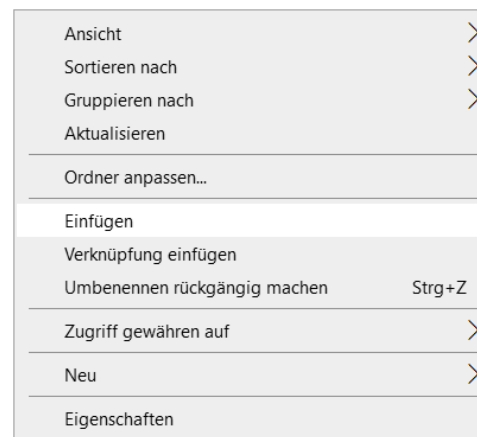 Ansicht
Sortieren nach
Gruppieren nach
Aktualisieren
Ordner anpassen...
Einfügen
Verknüpfung einfügen
Umbenennen rückgängig machen Strg+Z
Zugriff gewähren auf
Neu
Eigenschaften